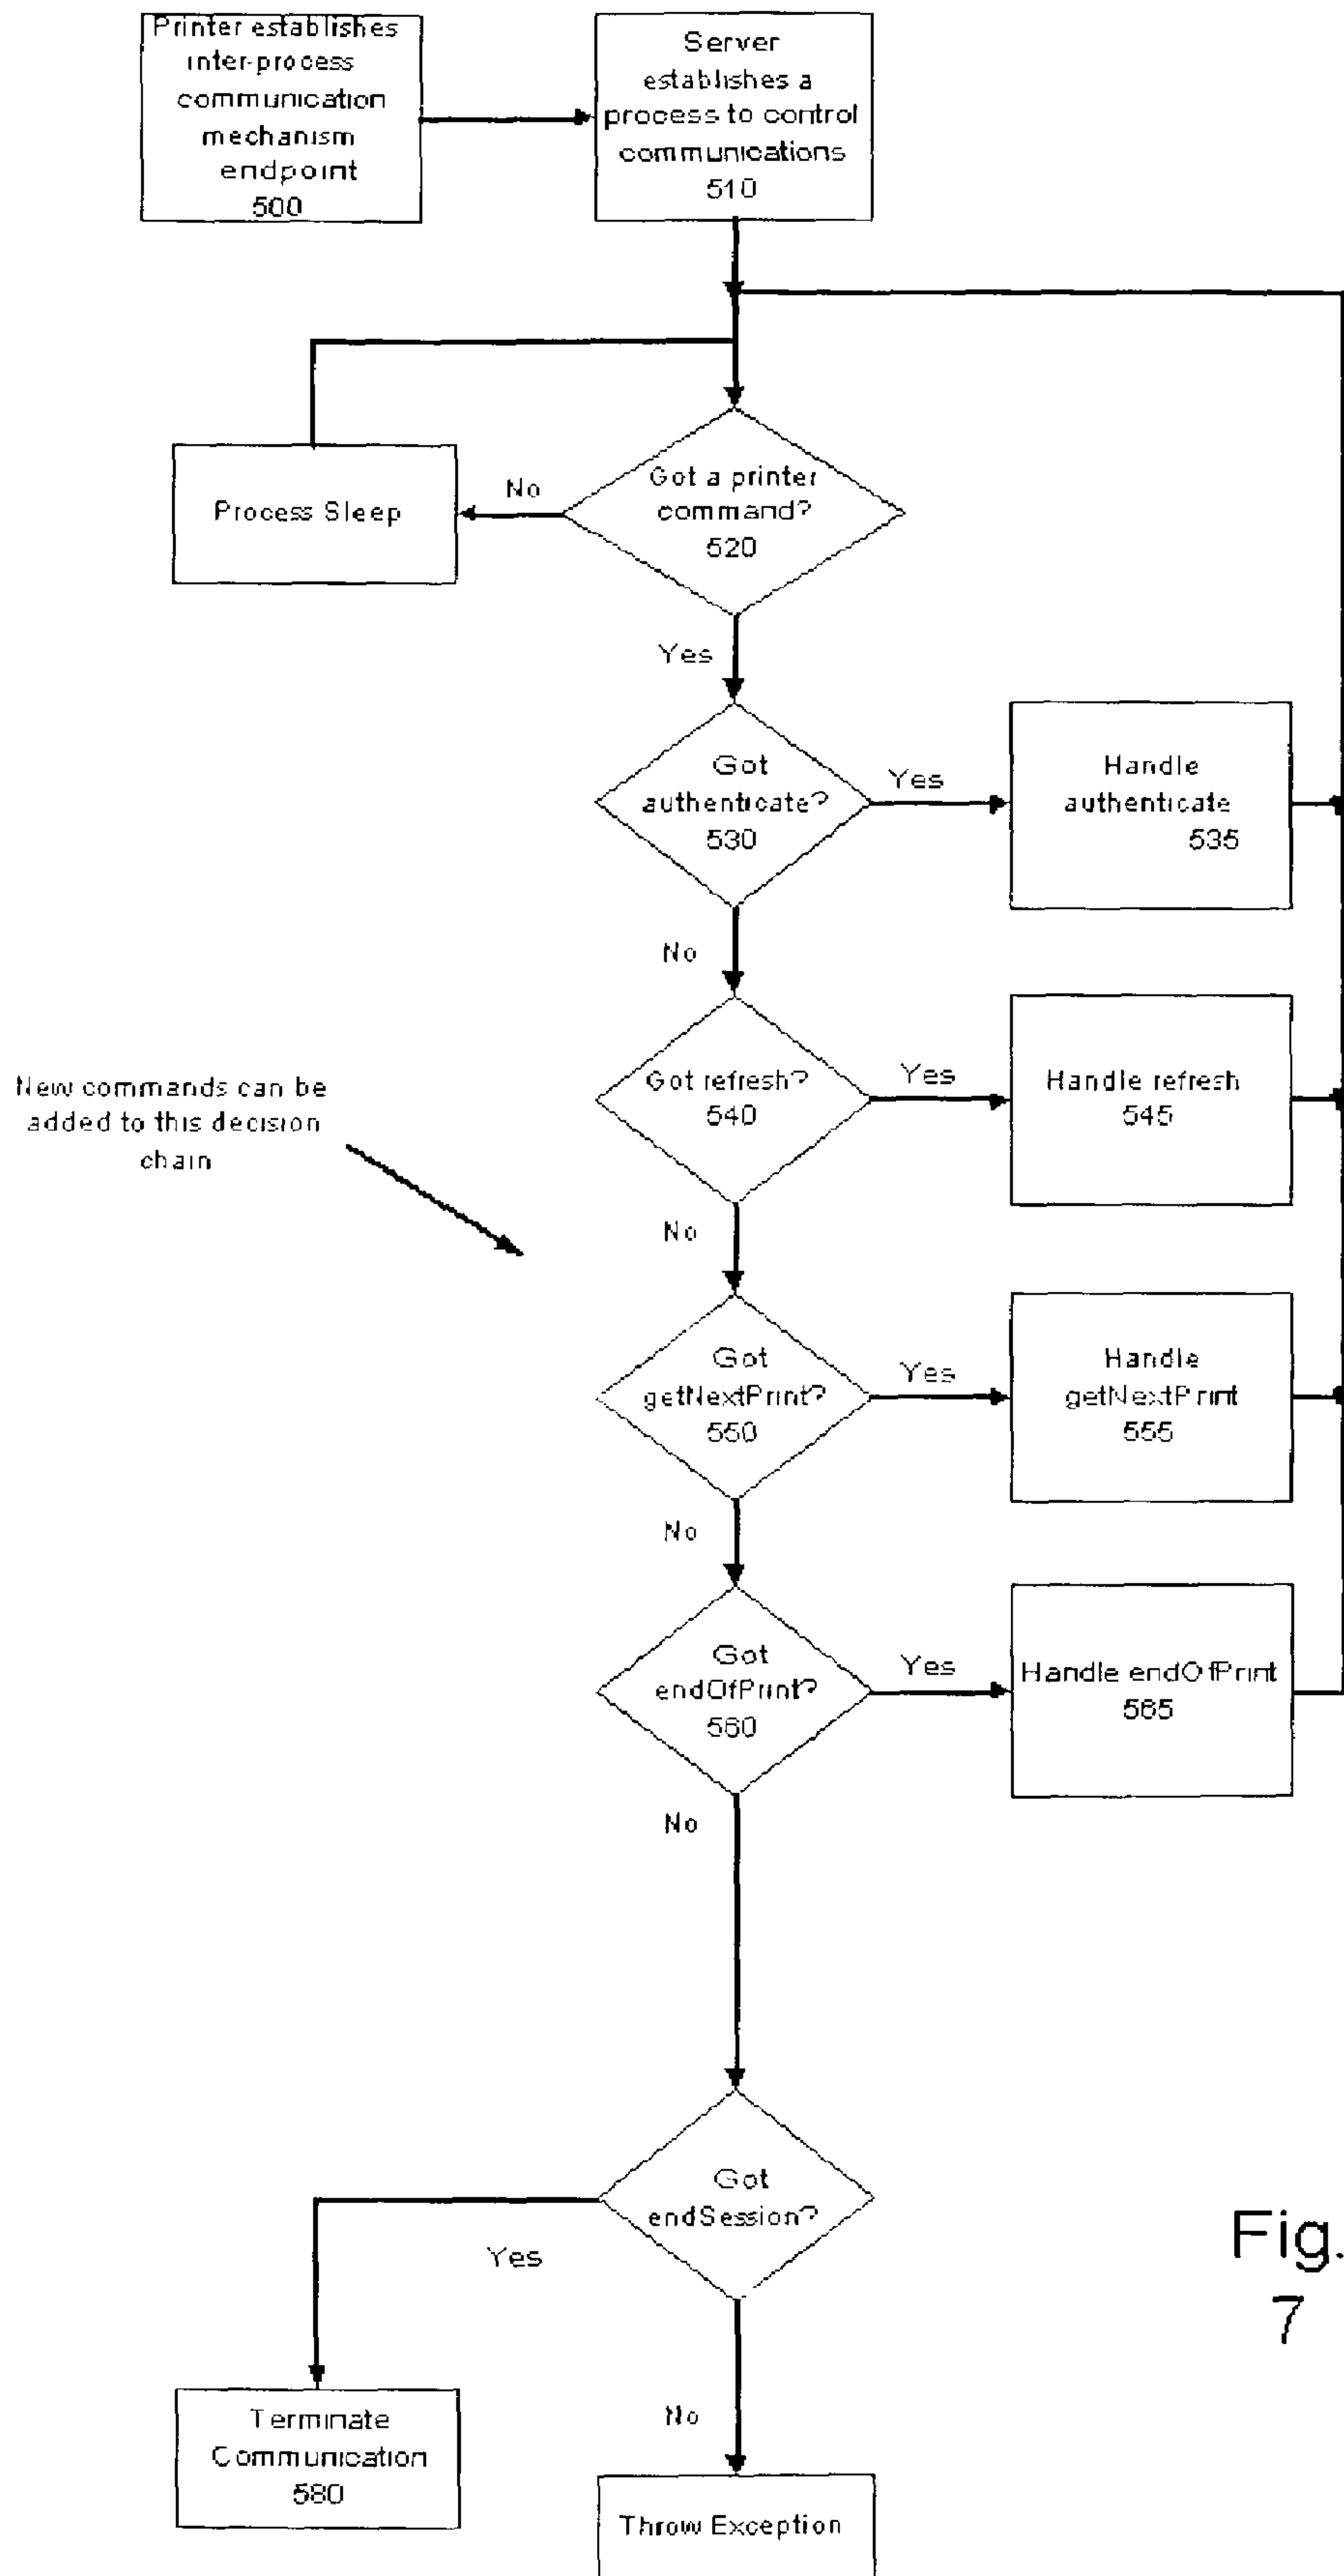 Printer establishes
inter-process
communication
mechanism
endpoint
500
Server
establishes a
process to control
communications
510
Process Sleep
No
Got a printer
command?
520
Yes
Got
authenticate?
530
Yes
Handle
authenticate
535
No
Got refresh?
540
Yes
Handle refresh
545
New commands can be
added to this decision
chain
No
Got
getNextPrint?
550
Yes
Handle
getNextPrint
555
No
Got
endOfPrint?
560
Yes
Handle endOfPrint
565
No
Got
endSession?
Yes
Fig.
7
No
Terminate
Communication
580
Throw Exception